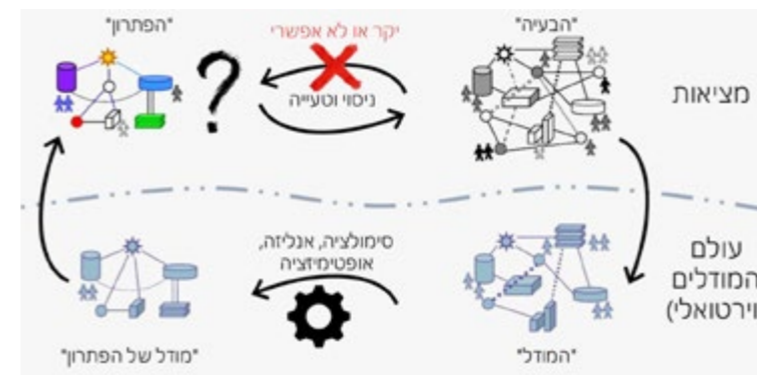 "הבעיה"
יקר או לא אפשרי
ניסוי וטעייה
"הפתרון"
?
מציאות
עולם
המודלים
וירטואלי)
"המודל"
סימולציה, אנליזה,
אופטימיזציה
"מודל של הפתרון"